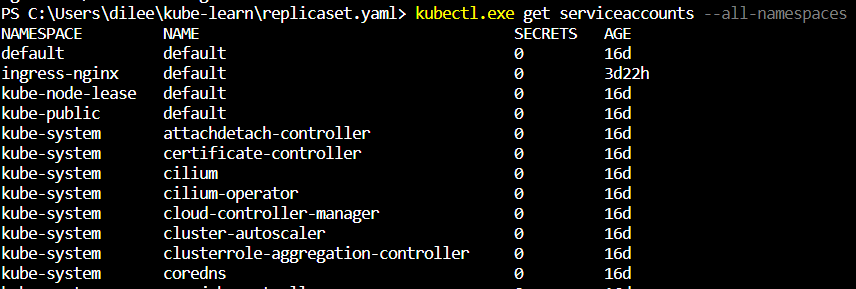 PS C:\Users\dilee\kube-learn\replicaset.yaml> kubectl.exe get serviceaccounts --all-namespaces
NAMESPACE NAME SECRETS AGE
default default 0 16d
ingress-nginx default 0 3d22h
kube-node-lease default 0 16d
kube-public default 0 16d
kube-system attachdetach-controller 0 16d
kube-system certificate-controller 0 16d
kube-system cilium 0 16d
kube-system cilium-operator 0 16d
kube-system cloud-controller-manager 0 16d
kube-system cluster-autoscaler 0 16d
kube-system clusterrole-aggregation-controller 0 16d
kube-system coredns 0 16d